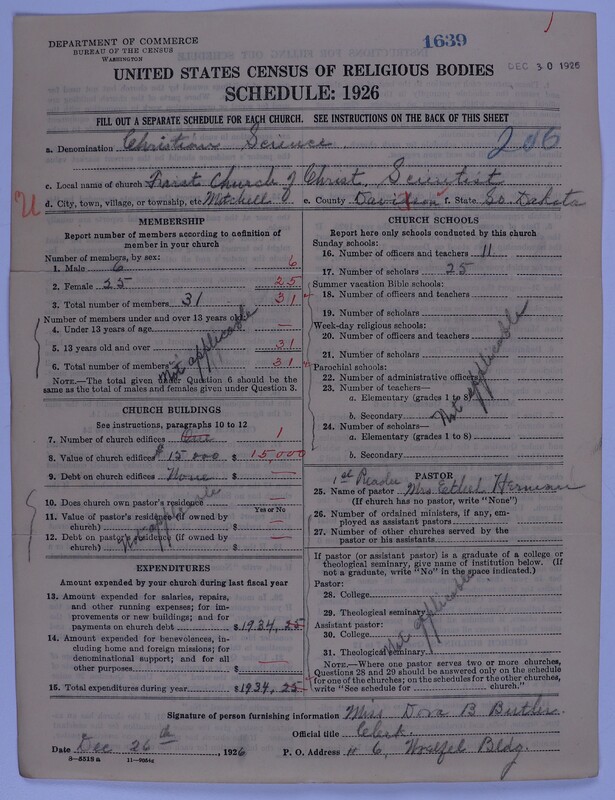 DEPARTMENT OF COMMERCE
BUREAU OF THE CENSUS
WASHINGTON
1639
DEC 30 1926
UNITED STATES CENSUS OF RELIGIOUS BODIES
SCHEDULE: 1926
FILL OUT A SEPARATE SCHEDULE FOR EACH CHURCH. SEE INSTRUCTIONS ON THE BACK OF THIS SHEET
a. Denomination Christian Science
206
c. Local name of church First Church of Christ, Scientist
U
d. City, town, village, or township, etc. Mitchell e. County Davidson f. State So. Dakota
MEMBERSHIP
Report number of members according to definition of
member in your church
Number of members, by sex:
1. Male 6 6
2. Female 25 25
3. Total number of members 31 31
Number of members under and over 13 years old:
4. Under 13 years of age —
5. 13 years old and over 31
6. Total number of members 31
Not applicable
NOTE.—The total given under Question 6 should be
the same as the total of males and females given under Question 3.
CHURCH BUILDINGS
See instructions, paragraphs 10 to 12
7. Number of church edifices One 1
8. Value of church edifices $15000 15,000
9. Debt on church edifices None $ —
10. Does church own pastor's residence —
Yes or No
11. Value of pastor's residence (if owned by
church) $ —
12. Debt on pastor's residence (if owned by
church) $ —
Not applicable
EXPENDITURES
Amount expended by your church during last fiscal year
13. Amount expended for salaries, repairs,
and other running expenses; for im-
provements or new buildings; and for
payments on church debt $1934,25
14. Amount expended for benevolences,
including home and foreign missions; for
denominational support; and for all
other purposes $ —
15. Total expenditures during year $1934,25
CHURCH SCHOOLS
Report here only schools conducted by this church
Sunday schools:
16. Number of officers and teachers 11
17. Number of scholars 25
Summer vacation Bible schools:
18. Number of officers and teachers
19. Number of scholars
Week-day religious schools:
20. Number of officers and teachers
21. Number of scholars
Parochial schools:
22. Number of administrative officers
23. Number of teachers—
a. Elementary (grades 1 to 8)
b. Secondary
24. Number of scholars—
a. Elementary (grades 1 to 8)
b. Secondary
Not applicable
1st Reader PASTOR
25. Name of pastor Mrs. Ethel Herman
(If church has no pastor, write "None")
26. Number of ordained ministers, if any, em-
ployed as assistant pastors
27. Number of other churches served by the
pastor or his assistants
If pastor (or assistant pastor) is a graduate of a college or
theological seminary, give name of institution below. (If
not a graduate, write "No" in the space indicated.)
Pastor:
28. College
29. Theological seminary
Assistant pastor:
30. College
31. Theological seminary
Not applicable
NOTE.—Where one pastor serves two or more churches,
Questions 28 and 29 should be answered only on the schedule
for one of the churches; on the schedules for the other churches,
write "See schedule for church."
Signature of person furnishing information Miss Dora B Butler
Official title Clerk.
Date Dec 26th, 1926 P. O. Address # 6, Woelfel Bldg.
8—5519a 11—9064